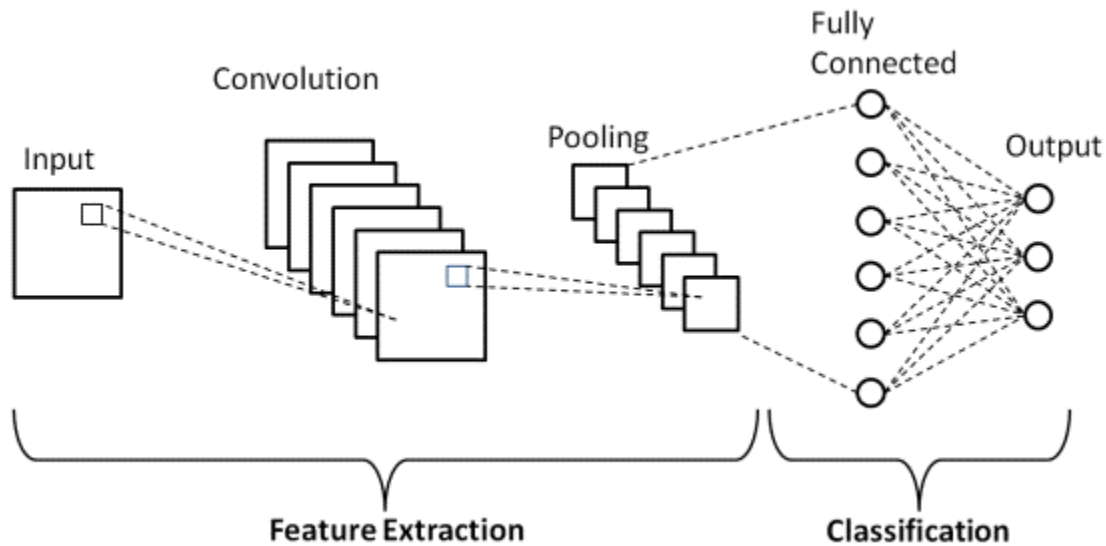 Input
Convolution
Pooling
Fully
Connected
Output
Feature Extraction
Classification